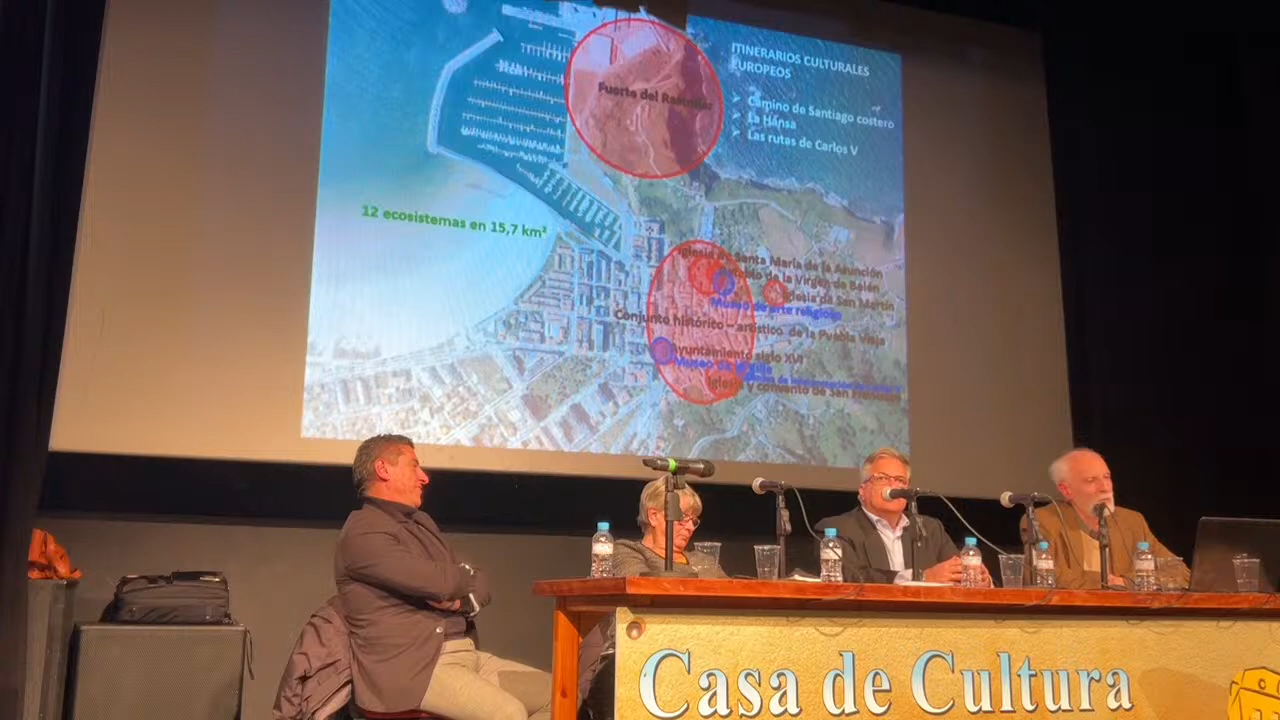 ITINERARIOS CULTURALES
EUROPEOS
Camino de Santiago costero
La Hansa
Las rutas de Carlos V
Fuerte del
12 ecosistemas en 15,7 km²
Iglesia de Santa María de la Asunción
de la Virgen de Belén
Iglesia de San Martín
Museo de arte religioso
Conjunto histórico – artístico de la Puebla Vieja
Ayuntamiento siglo XVI
Museo de
Iglesia y convento de San Francisco
Casa de Cultura